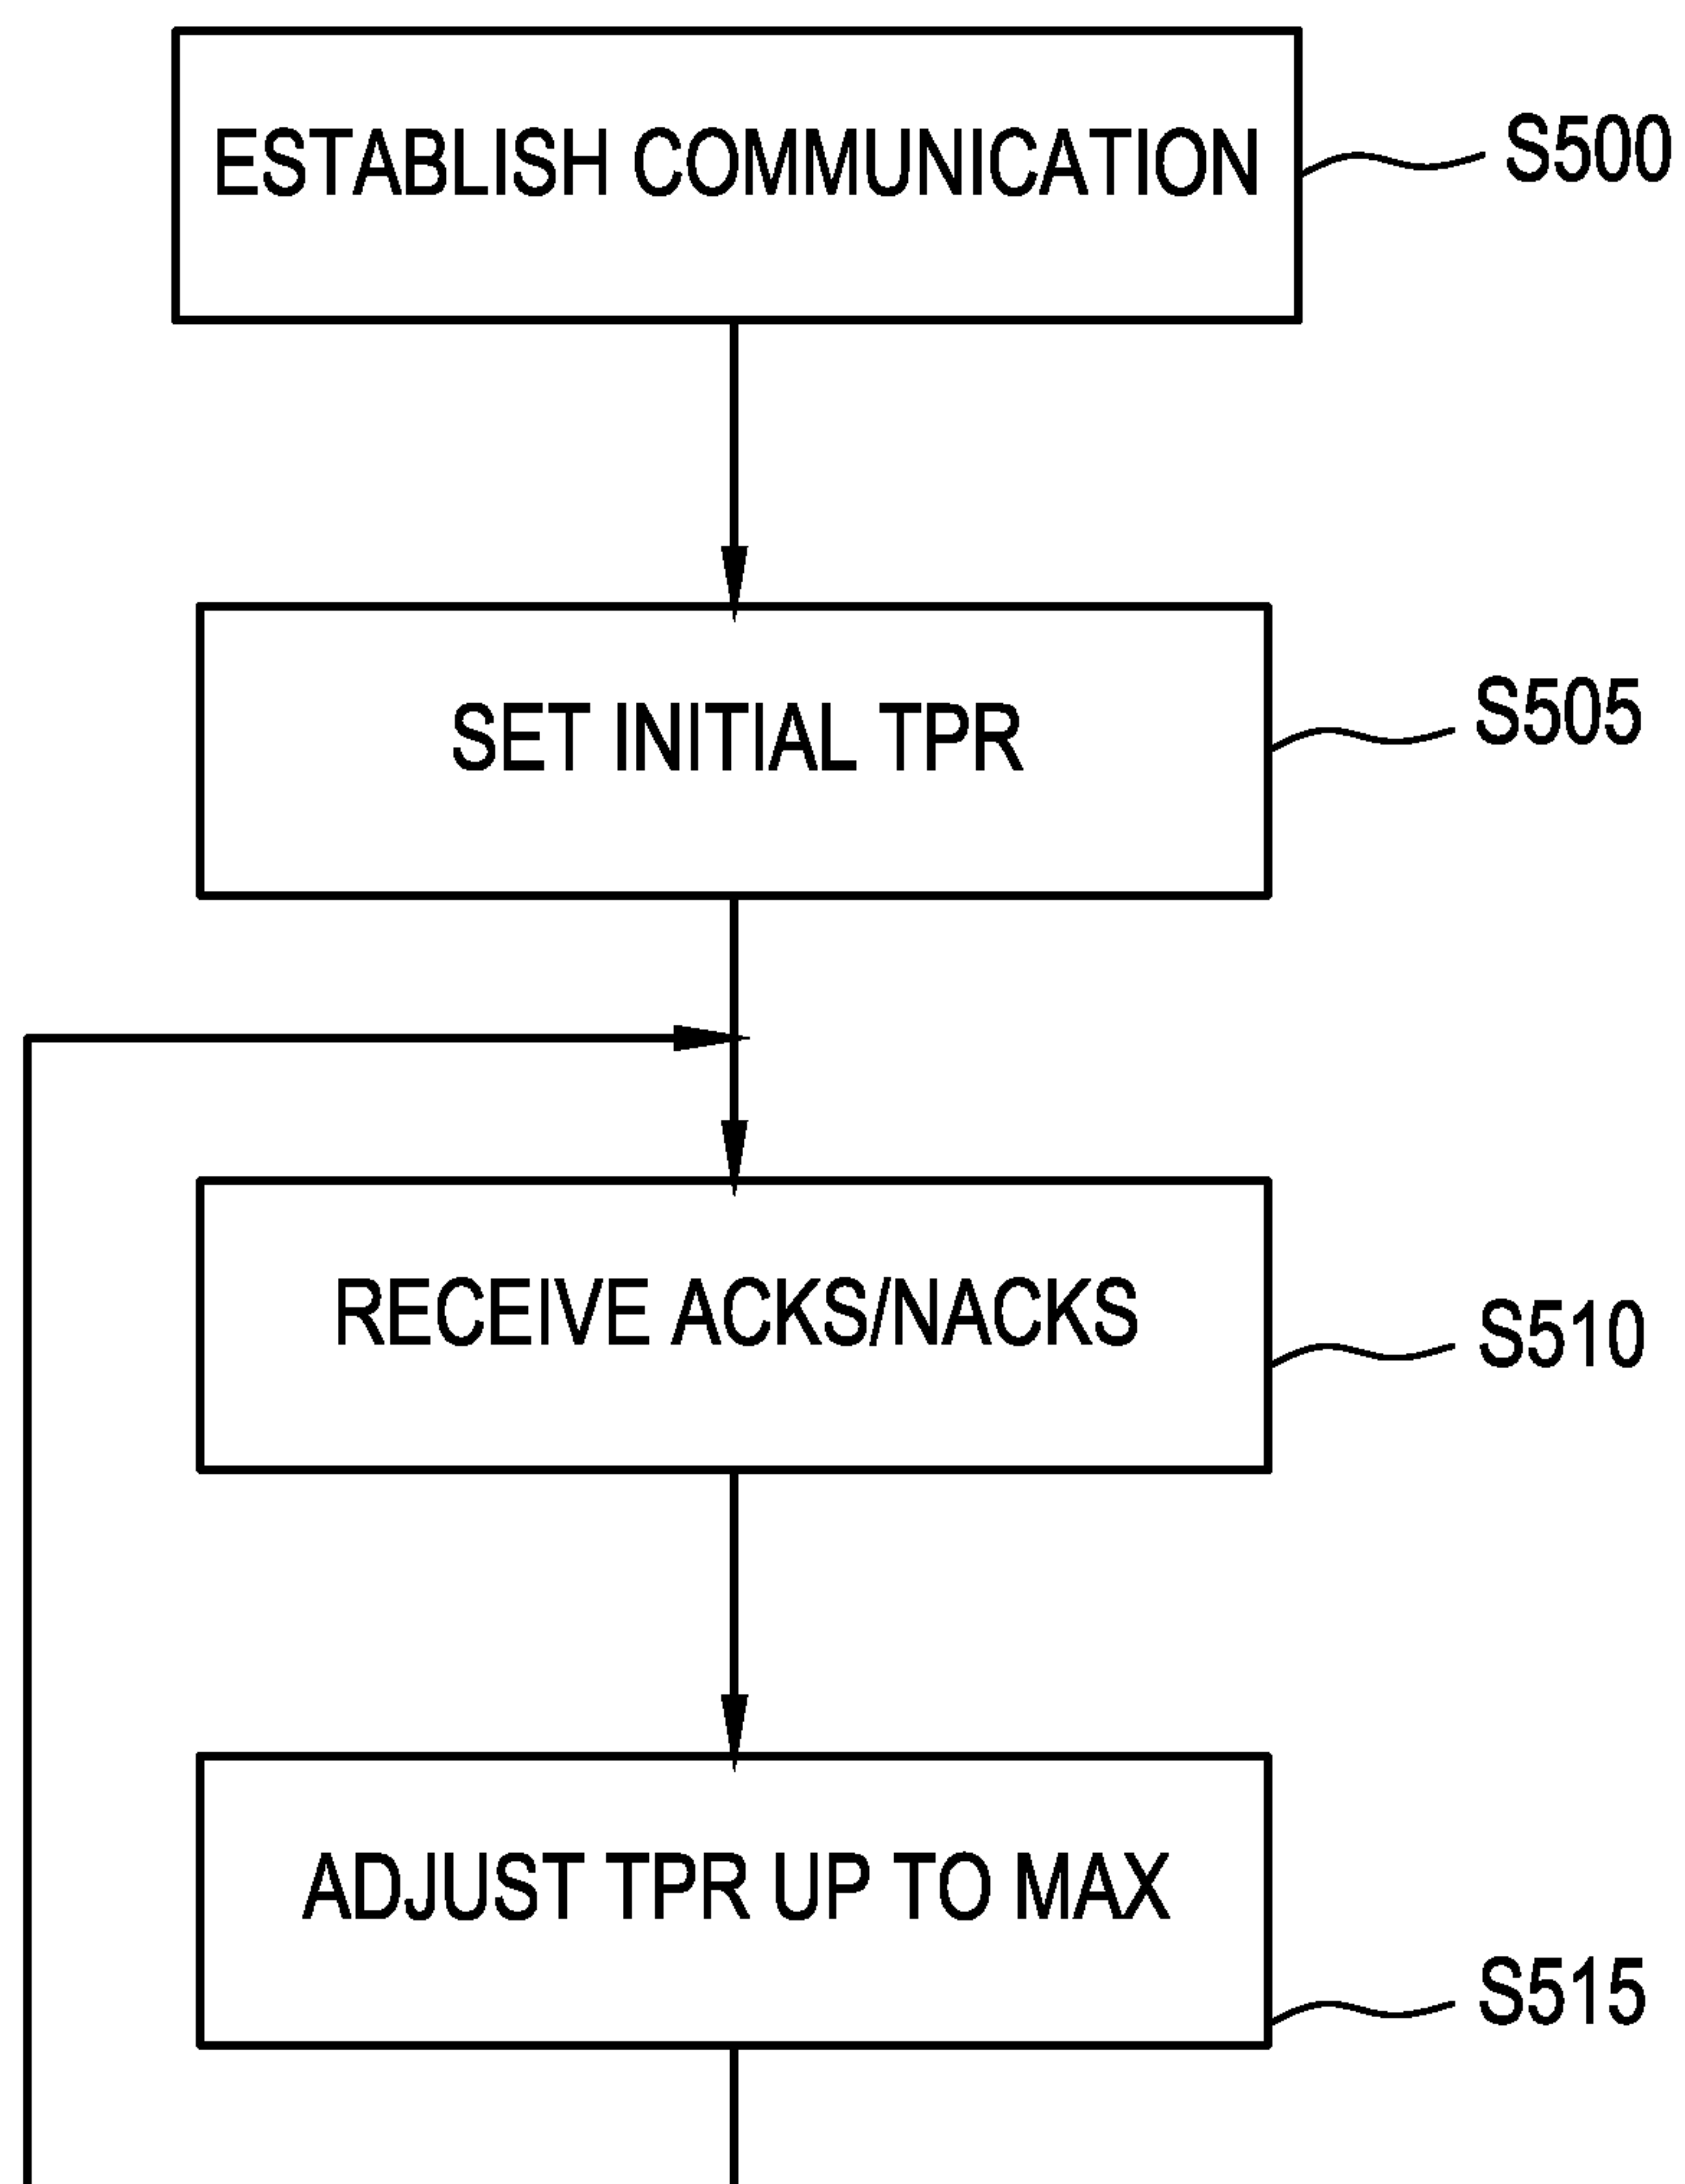 ESTABLISH COMMUNICATION
S500
SET INITIAL TPR
S505
RECEIVE ACKS/NACKS
S510
ADJUST TPR UP TO MAX
S515